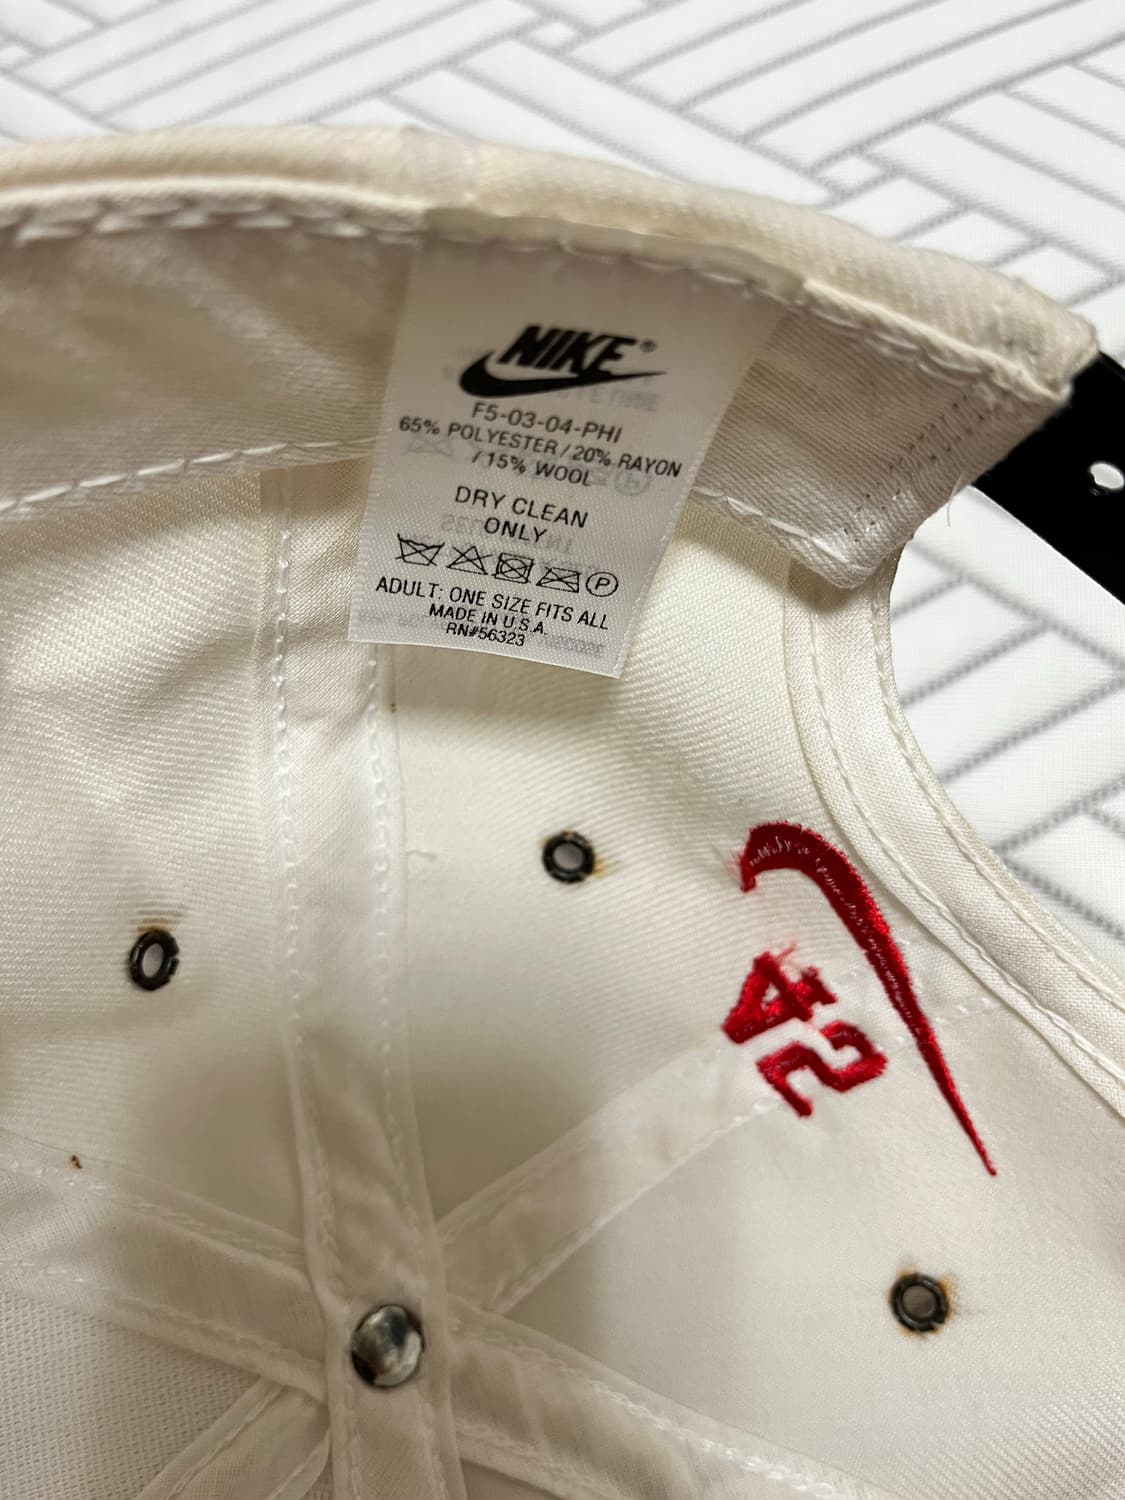 NIKE®
F5-03-04-PHI
65% POLYESTER / 20% RAYON
/ 15% WOOL
DRY CLEAN
ONLY
P
ADULT: ONE SIZE FITS ALL
MADE IN U.S.A.
RN#56323
42